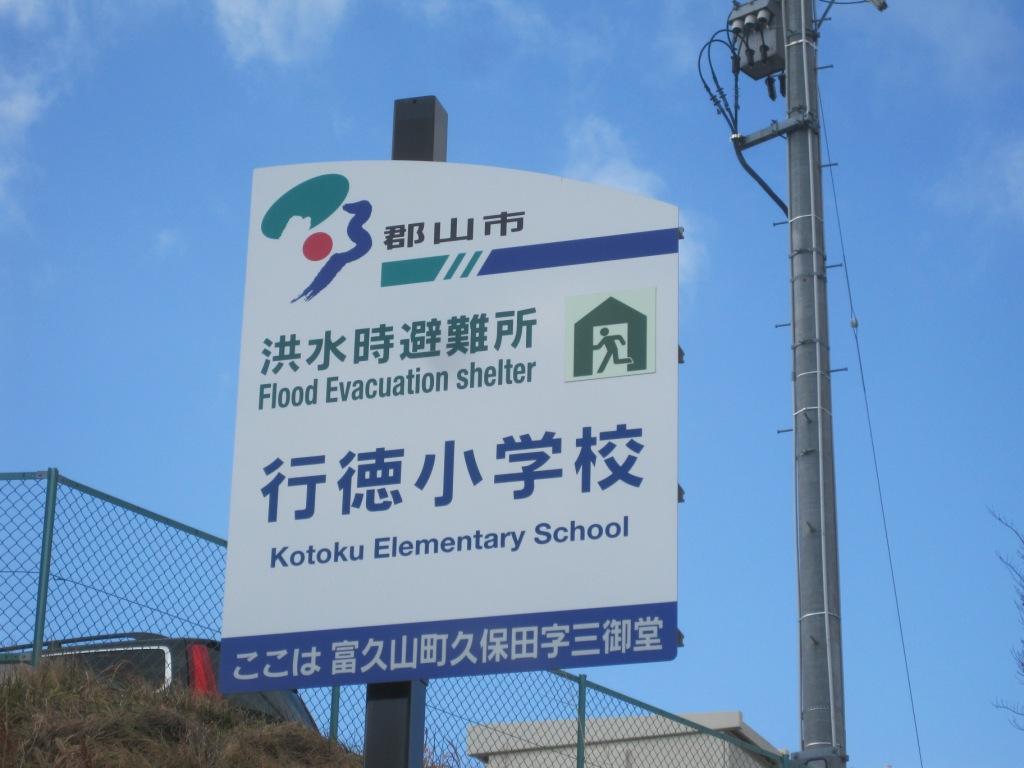 郡山市
洪水時避難所
Flood Evacuation shelter
行徳小学校
Kotoku Elementary School
ここは 富久山町久保田字三御堂